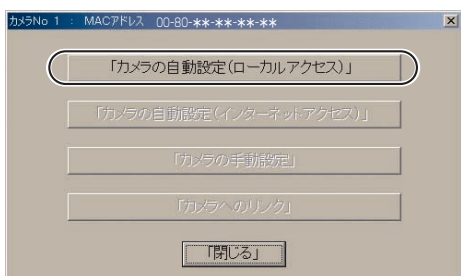 カメラNo 1 : MACアドレス 00-80-**-**-**-**
「カメラの自動設定(ローカルアクセス)」
「カメラの自動設定(インターネットアクセス)」
「カメラの手動設定」
「カメラへのリンク」
「閉じる」